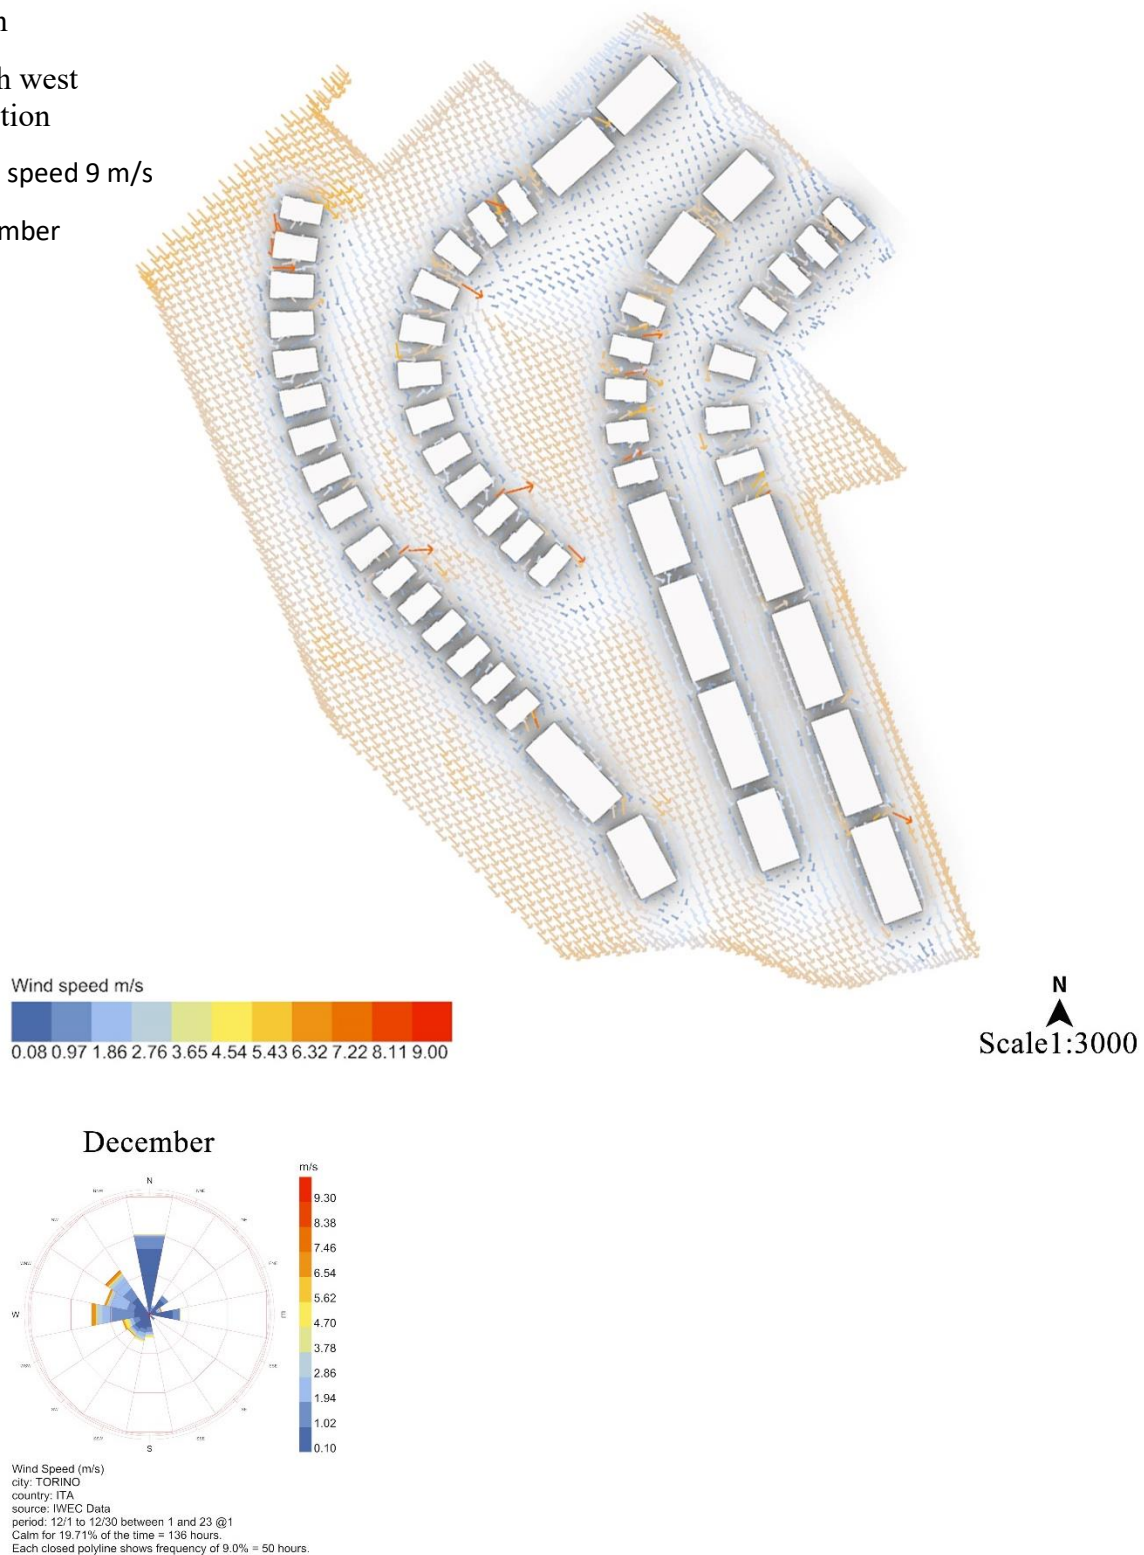 n
h west
tion
speed 9 m/s
mber
Wind speed m/s
0.08 0.97 1.86 2.76 3.65 4.54 5.43 6.32 7.22 8.11 9.00
N
Scale1:3000
December
m/s
N
9.30
8.38
7.46
6.54
5.62
W
E
4.70
3.78
2.86
1.94
1.02
S
0.10
Wind Speed (m/s)
city: TORINO
country: ITA
source: IWEC Data
period: 12/1 to 12/30 between 1 and 23 @1
Calm for 19.71% of the time = 136 hours.
Each closed polyline shows frequency of 9.0% = 50 hours.